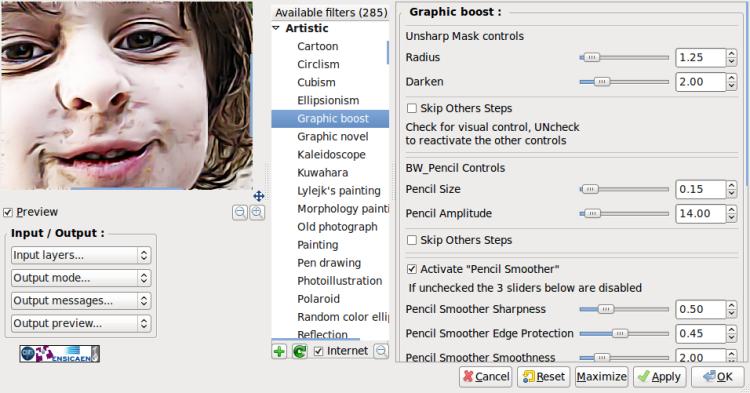 Preview
Input / Output :
Input layers...
Output mode...
Output messages...
Output preview...
ENSICAEN
Available filters (285)
Artistic
Cartoon
Circlism
Cubism
Ellipsionism
Graphic boost
Graphic novel
Kaleidoscope
Kuwahara
Lylejk's painting
Morphology painti
Old photograph
Painting
Pen drawing
Photoillustration
Polaroid
Random color ellip
Reflection
Internet
Graphic boost :
Unsharp Mask controls
Radius 1.25
Darken 2.00
Skip Others Steps
Check for visual control, UNcheck
to reactivate the other controls
BW_Pencil Controls
Pencil Size 0.15
Pencil Amplitude 14.00
Skip Others Steps
Activate "Pencil Smoother"
If unchecked the 3 sliders below are disabled
Pencil Smoother Sharpness 0.50
Pencil Smoother Edge Protection 0.45
Pencil Smoother Smoothness 2.00
Cancel Reset Maximize Apply OK